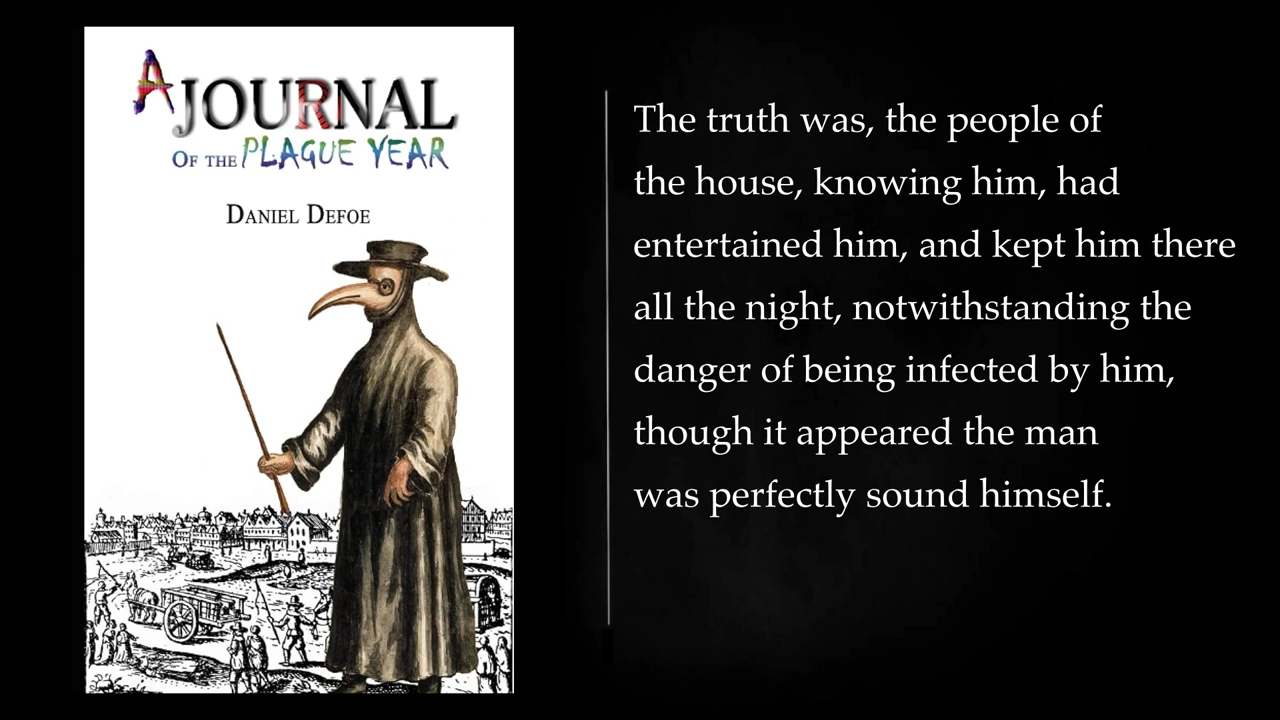 A JOURNAL
OF THE PLAGUE YEAR
DANIEL DEFOE
The truth was, the people of
the house, knowing him, had
entertained him, and kept him there
all the night, notwithstanding the
danger of being infected by him,
though it appeared the man
was perfectly sound himself.